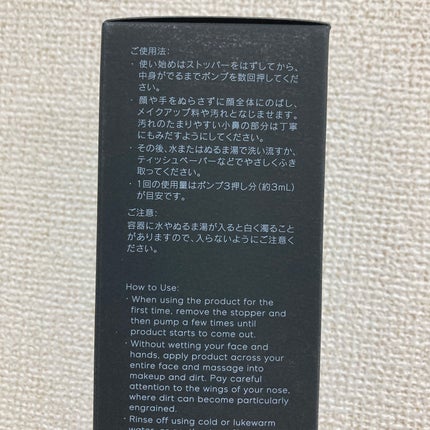 ご使用法:
・使い始めはストッパーをはずしてから、
中身がでるまでポンプを数回押してくだ
さい。
・顔や手をぬらさずに顔全体にのばし、
メイクアップ料や汚れとなじませます。
汚れのたまりやすい小鼻の部分は丁寧
にもみだすようにしてください。
・その後、水またはぬるま湯で洗い流すか、
ティッシュペーパーなどでやさしくふき
取ってください。
・1回の使用量はポンプ3押し分(約3mL)
が目安です。
ご注意:
容器に水やぬるま湯が入ると白く濁ること
がありますので、入らないようにご注意く
ださい。
How to Use:
・When using the product for the
first time, remove the stopper and
then pump a few times until
product starts to come out.
・Without wetting your face and
hands, apply product across your
entire face and massage into
makeup and dirt. Pay careful
attention to the wings of your nose,
where dirt can become particularly
engrained.
・Rinse off using cold or lukewarm